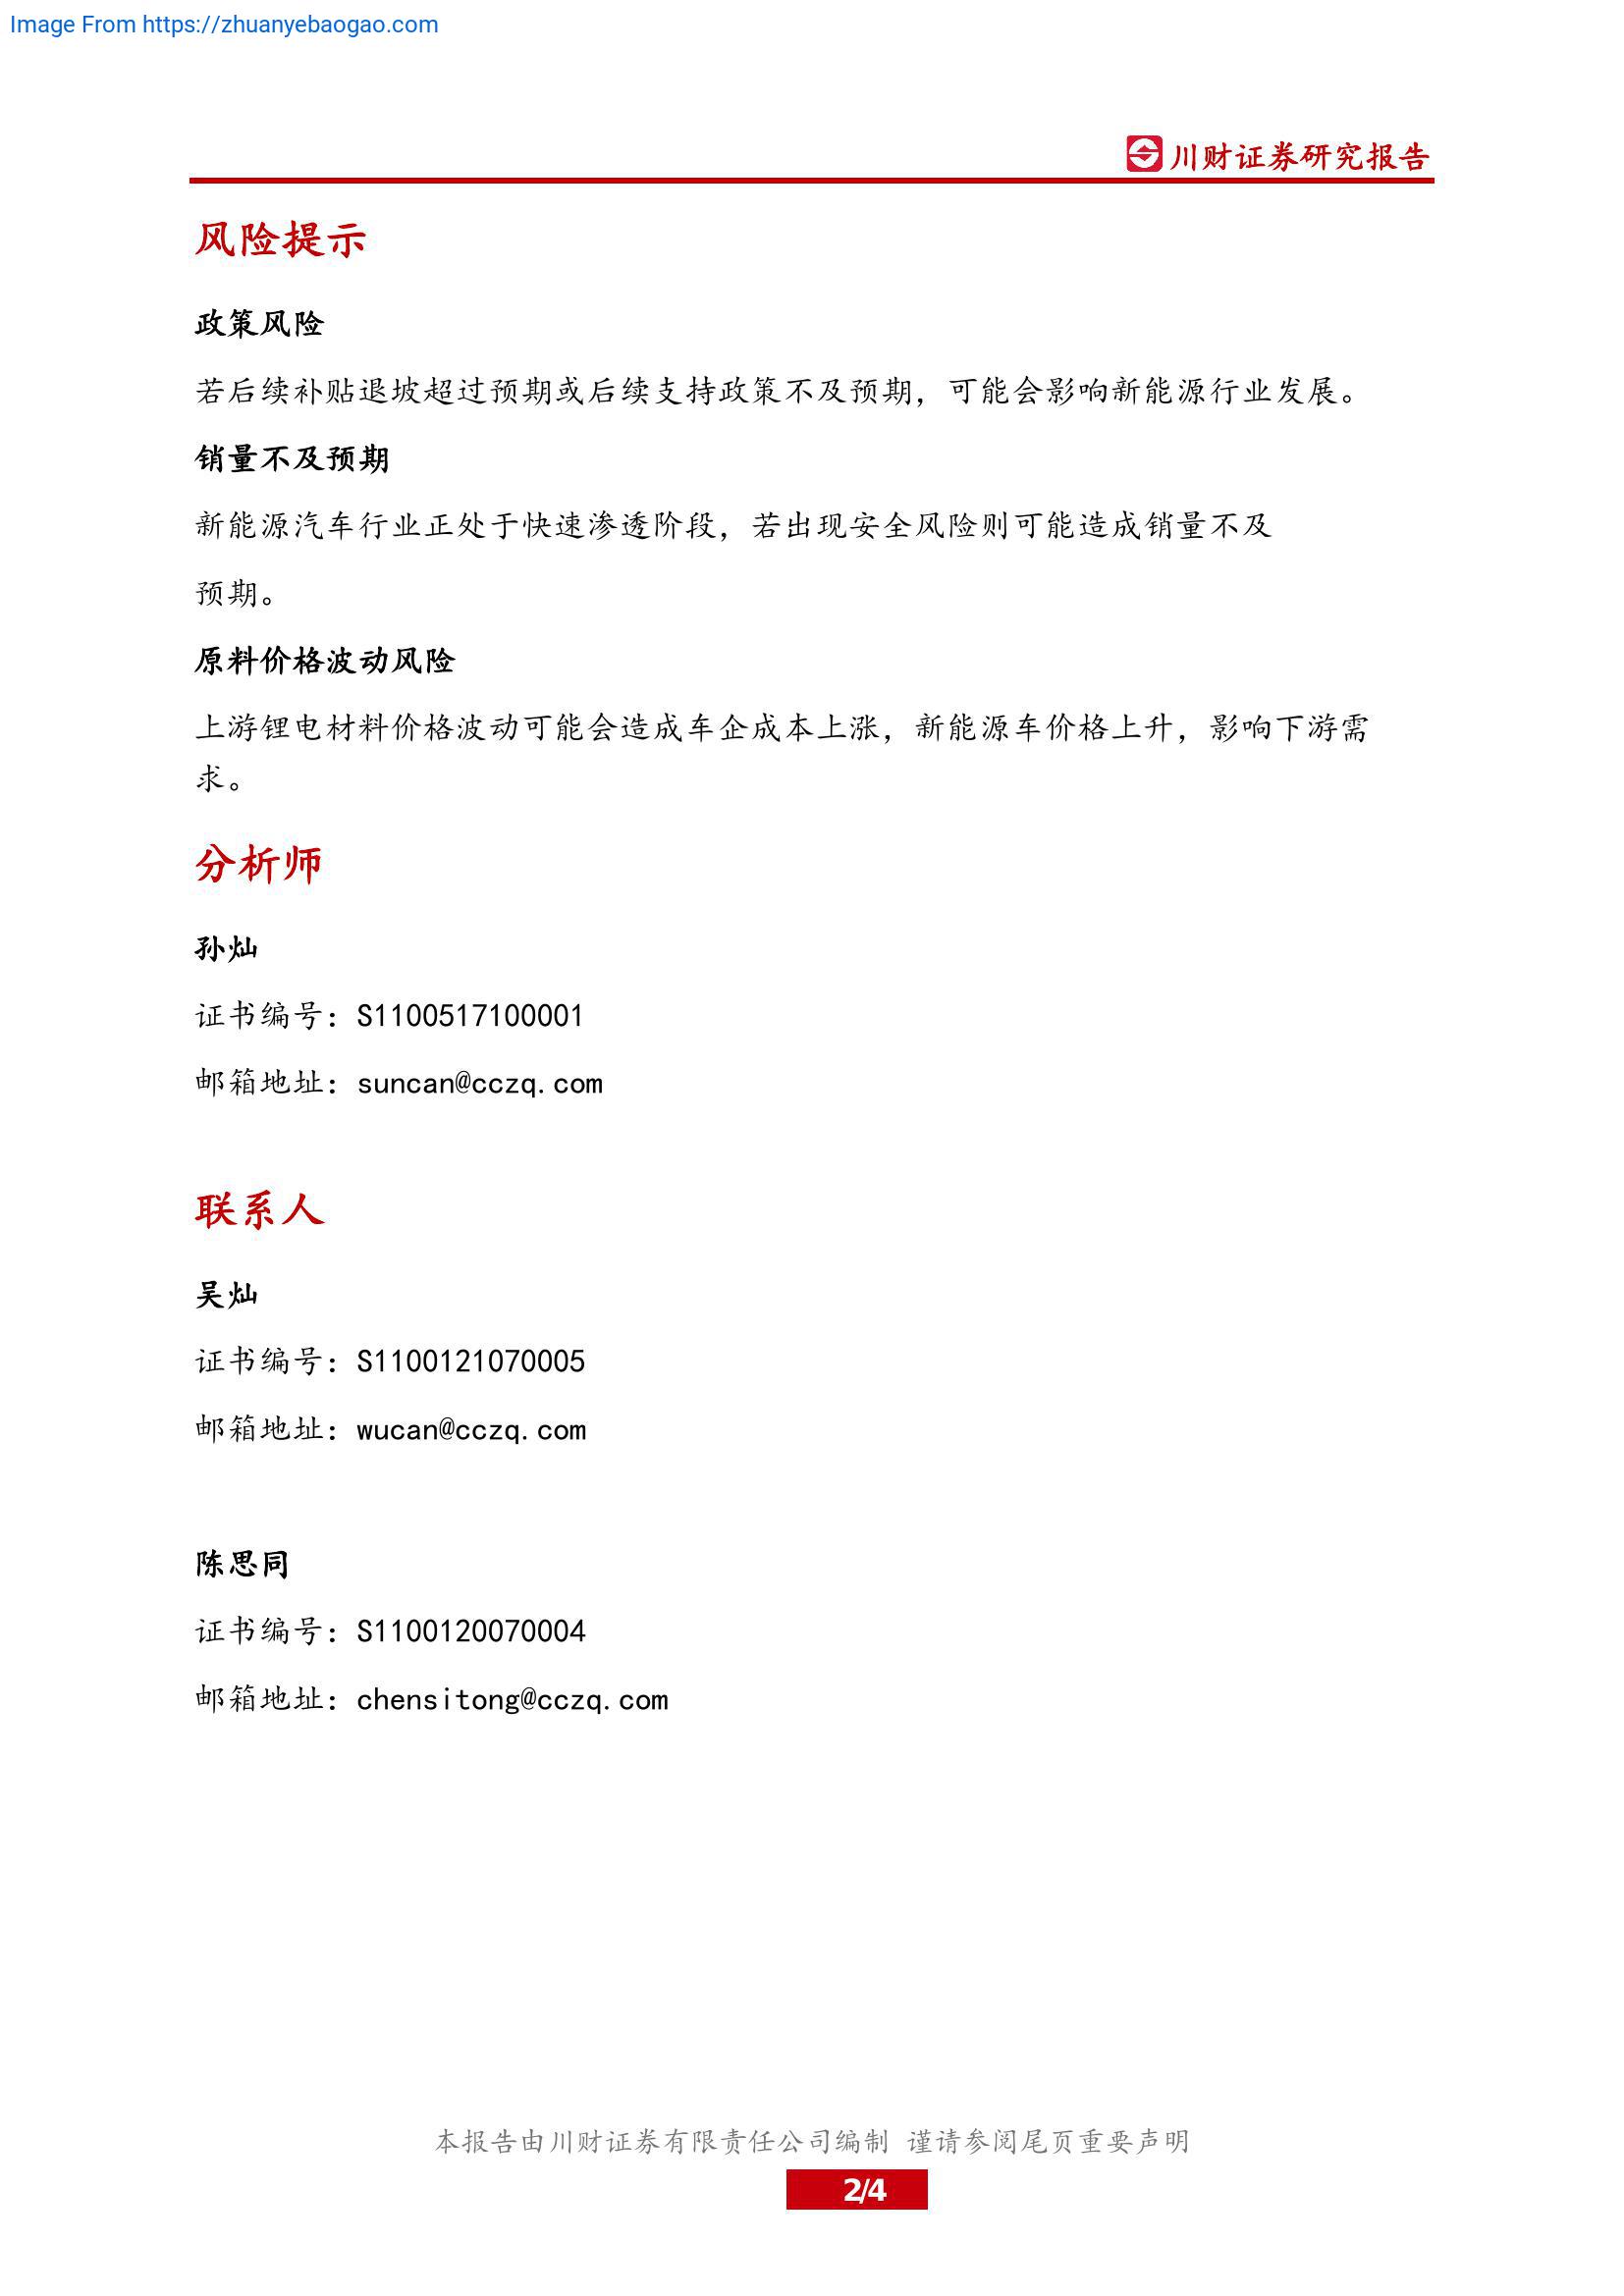 Image From https://zhuanyebaogao.com
川财证券研究报告
风险提示
政策风险
若后续补贴退坡超过预期或后续支持政策不及预期，可能会影响新能源行业发展。
销量不及预期
新能源汽车行业正处于快速渗透阶段，若出现安全风险则可能造成销量不及
预期。
原料价格波动风险
上游锂电材料价格波动可能会造成车企成本上涨，新能源车价格上升，影响下游需
求。
分析师
孙灿
证书编号：S1100517100001
邮箱地址：suncan@cczq.com
联系人
吴灿
证书编号：S1100121070005
邮箱地址：wucan@cczq.com
陈思同
证书编号：S1100120070004
邮箱地址：chensitong@cczq.com
本报告由川财证券有限责任公司编制 谨请参阅尾页重要声明
2/4